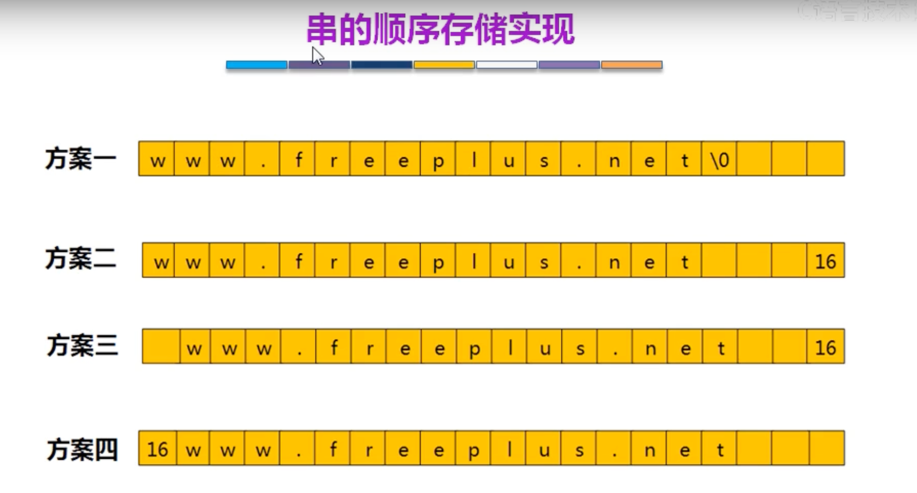 串的顺序存储实现
方案一 w w w . f r e e p l u s . n e t \0
方案二 w w w . f r e e p l u s . n e t 16
方案三 w w w . f r e e p l u s . n e t 16
方案四 16 w w w . f r e e p l u s . n e t